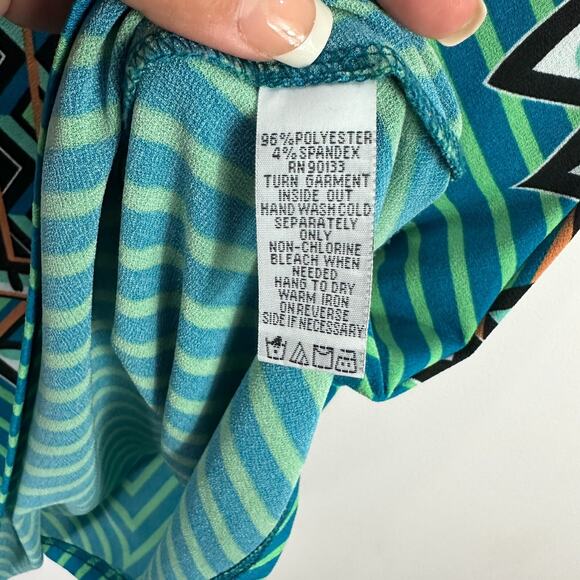 96%POLYESTER
4%SPANDEX
RN 90133
TURN GARMENT
INSIDE OUT
HAND WASH COLD
SEPARATELY
ONLY
NON-CHLORINE
BLEACH WHEN
NEEDED
HANG TO DRY
WARM IRON
ON REVERSE
SIDE IF NECESSARY